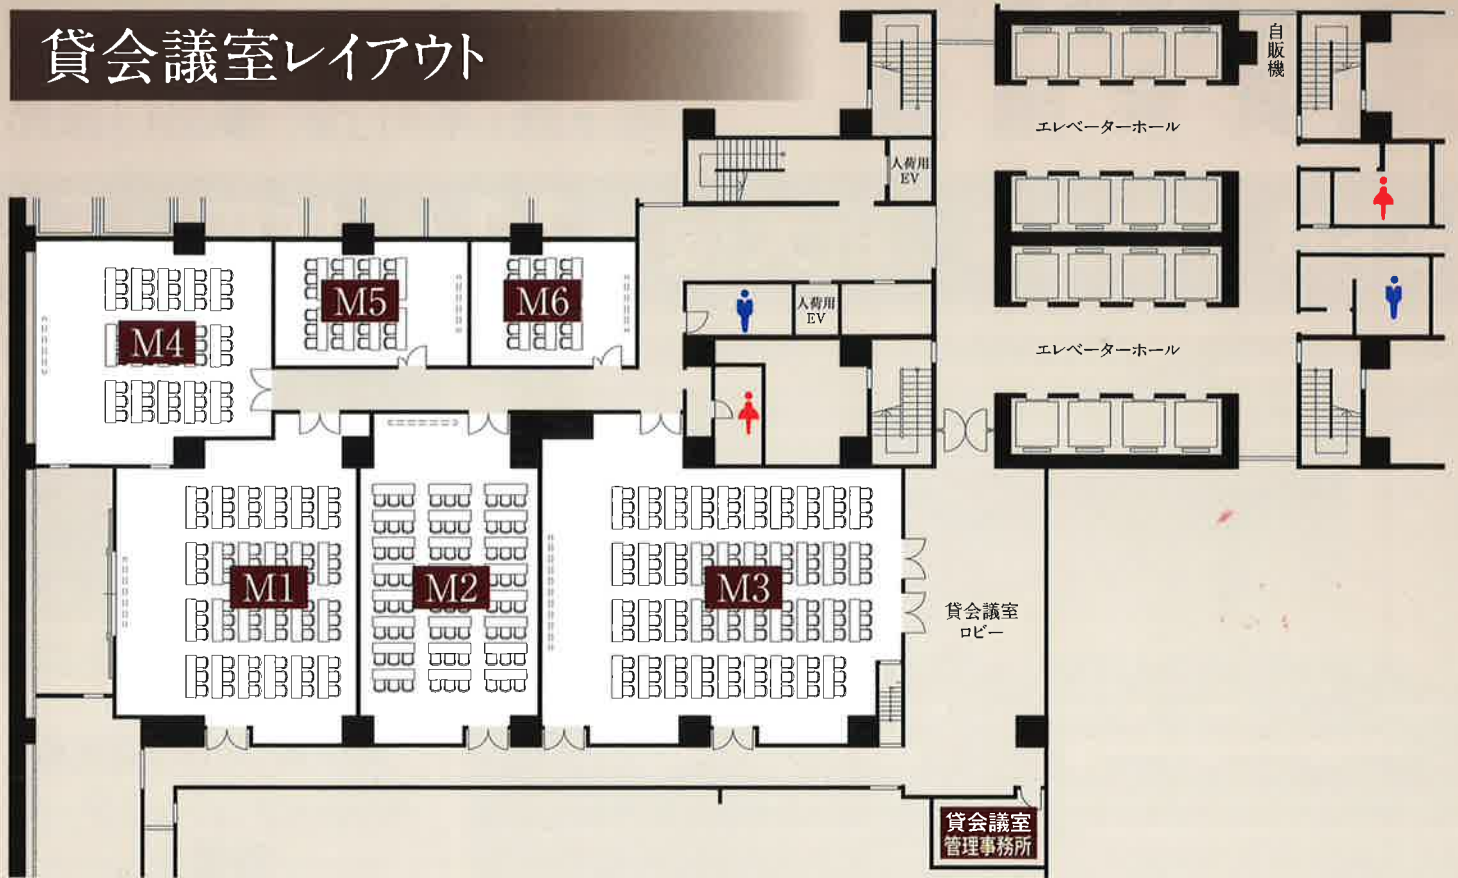 貸会議室レイアウト
自販機
エレベーターホール
人荷用
EV
M4
M5
M6
人荷用
EV
エレベーターホール
M1
M2
M3
貸会議室
ロビー
貸会議室
管理事務所